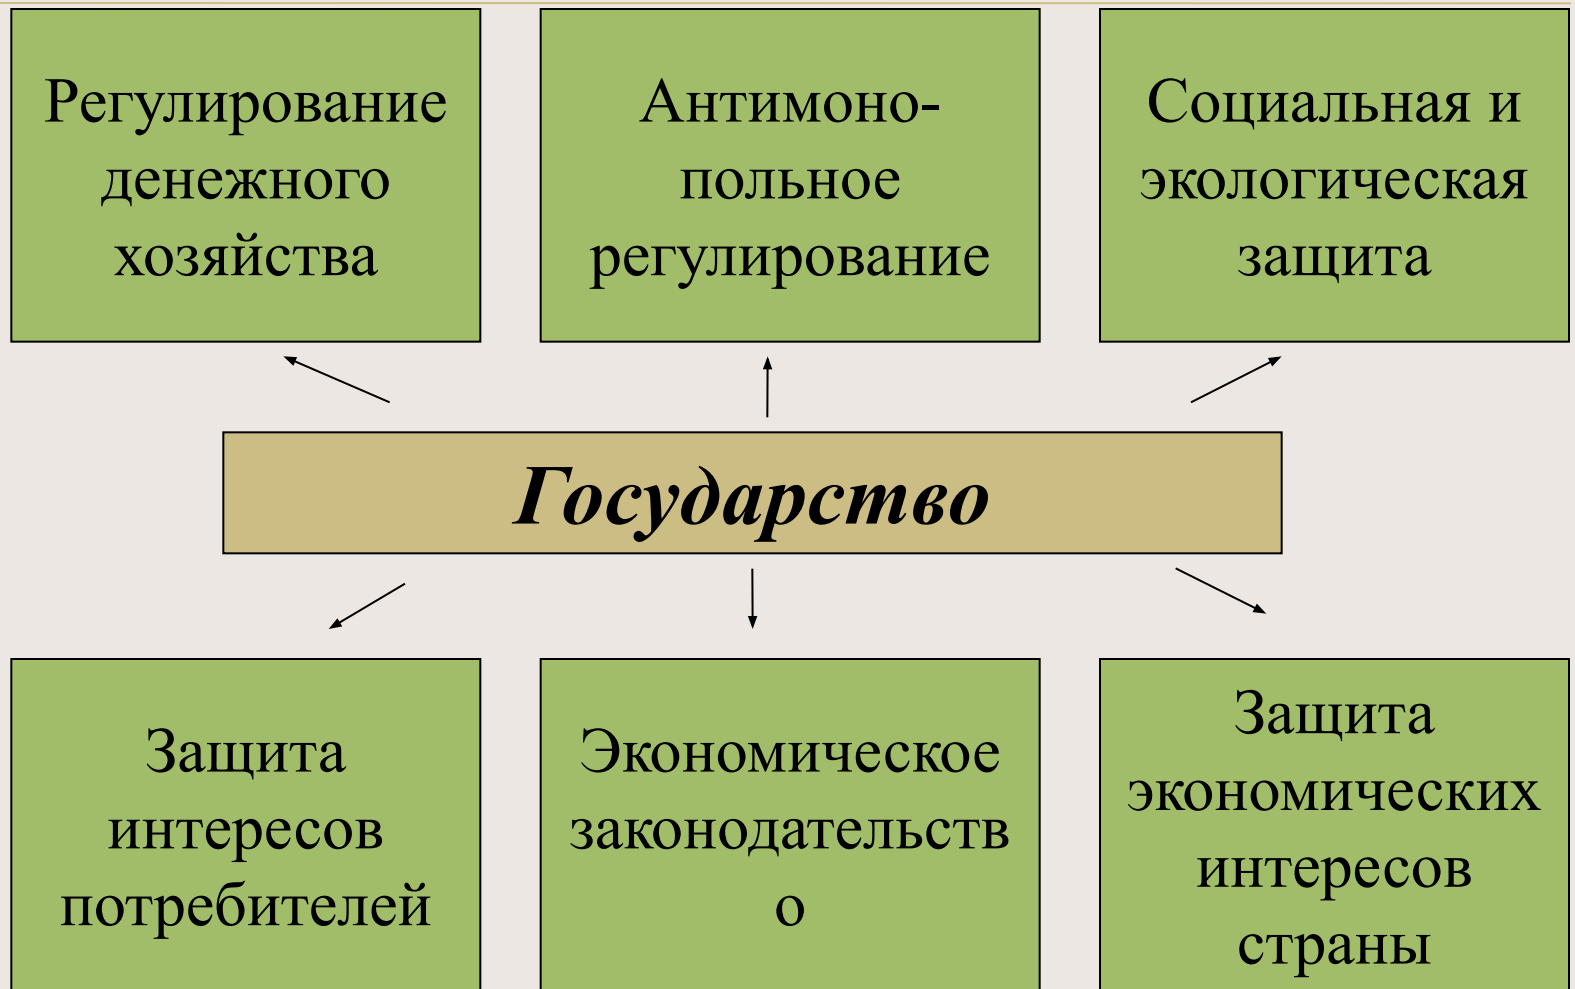 Регулирование
денежного
хозяйства
Антимоно-
польное
регулирование
Социальная и
экологическая
защита
Государство
Защита
интересов
потребителей
Экономическое
законодательств
о
Защита
экономических
интересов
страны